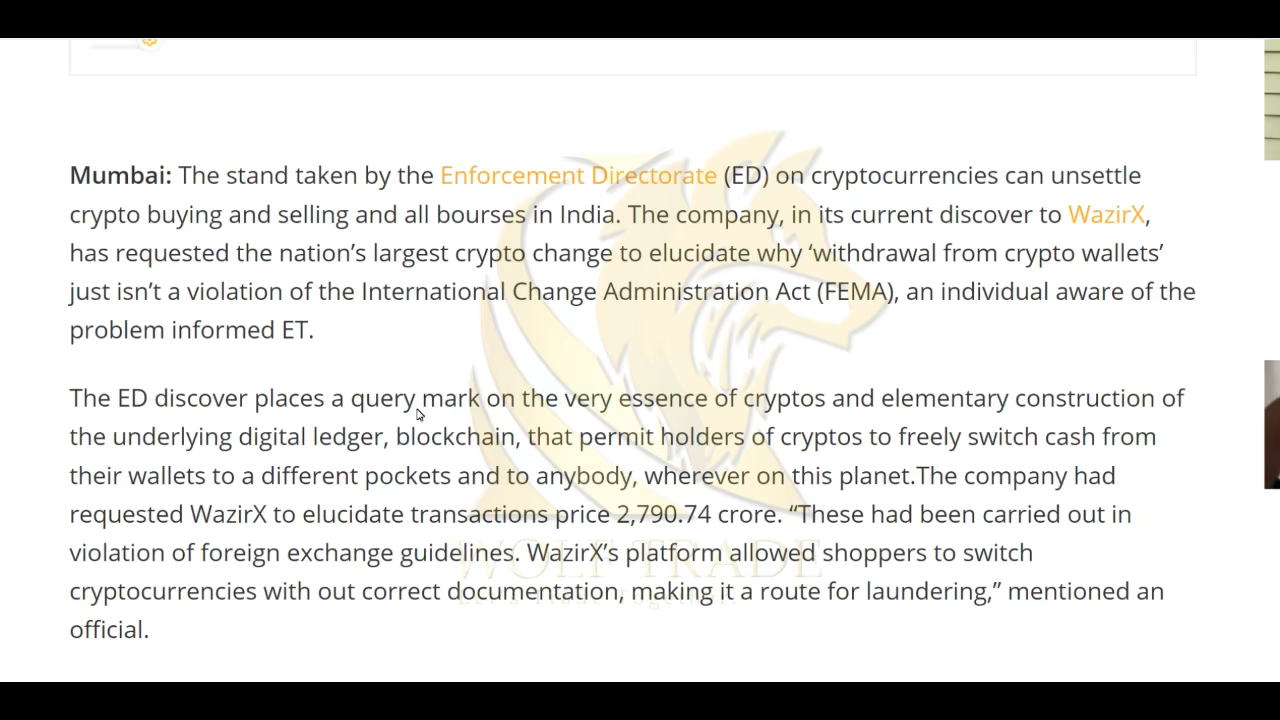 Mumbai: The stand taken by the Enforcement Directorate (ED) on cryptocurrencies can unsettle
crypto buying and selling and all bourses in India. The company, in its current discover to WazirX,
has requested the nation’s largest crypto change to elucidate why ‘withdrawal from crypto wallets’
just isn’t a violation of the International Change Administration Act (FEMA), an individual aware of the
problem informed ET.
The ED discover places a query mark on the very essence of cryptos and elementary construction of
the underlying digital ledger, blockchain, that permit holders of cryptos to freely switch cash from
their wallets to a different pockets and to anybody, wherever on this planet.The company had
requested WazirX to elucidate transactions price 2,790.74 crore. “These had been carried out in
violation of foreign exchange guidelines. WazirX’s platform allowed shoppers to switch
WOLF TRADE
cryptocurrencies with out correct documentation, making it a route for laundering,” mentioned an
official.